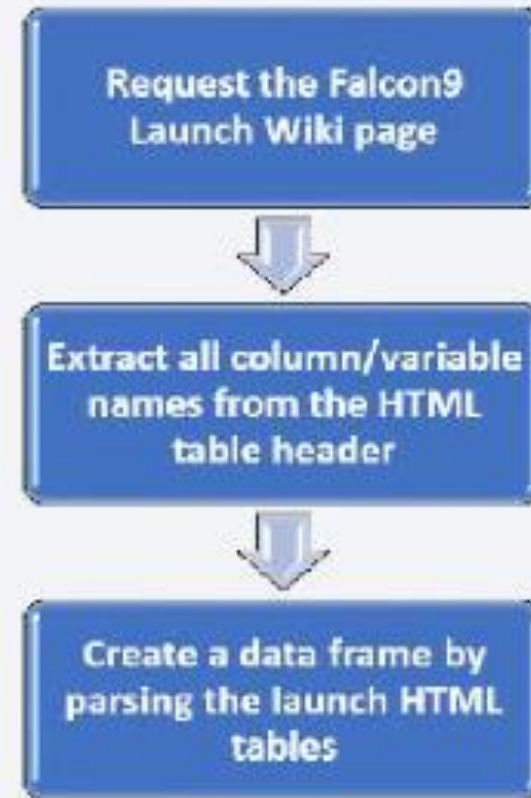 Request the Falcon9
Launch Wiki page
Extract all column/variable
names from the HTML
table header
Create a data frame by
parsing the launch HTML
tables